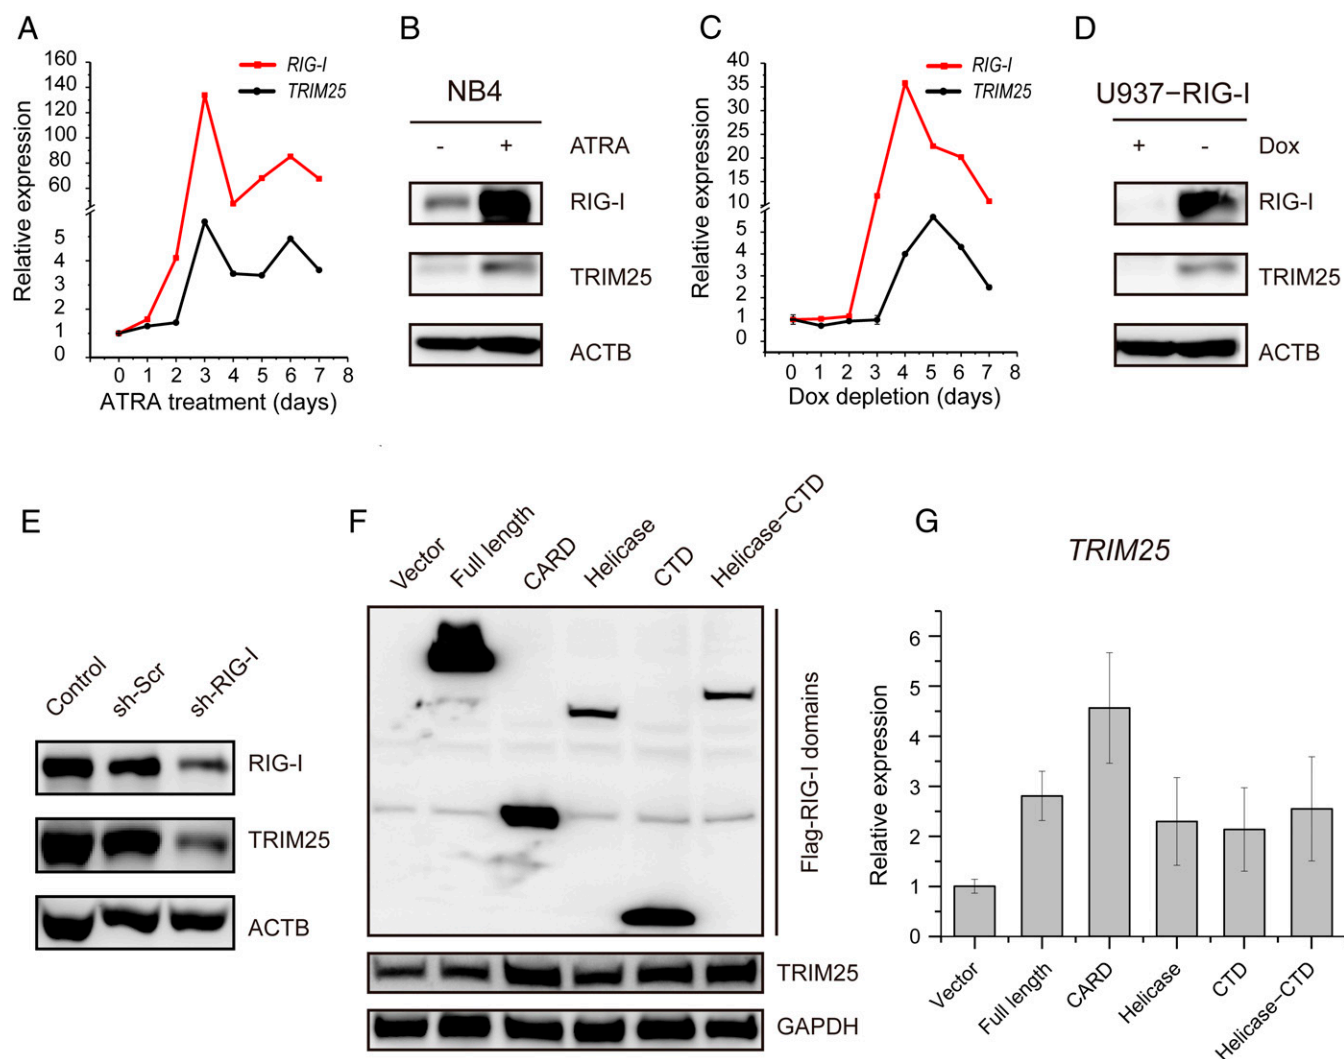 A
160
140
120
100
80
60
5
4
3
2
1
0
Relative expression
RIG-I
TRIM25
0 1 2 3 4 5 6 7 8
ATRA treatment (days)
B
NB4
- + ATRA
RIG-I
TRIM25
ACTB
C
40
35
30
25
20
15
10
5
4
3
2
1
0
Relative expression
RIG-I
TRIM25
0 1 2 3 4 5 6 7 8
Dox depletion (days)
D
U937−RIG-I
+ - Dox
RIG-I
TRIM25
ACTB
E
Control
sh-Scr
sh-RIG-I
RIG-I
TRIM25
ACTB
F
Vector
Full length
CARD
Helicase
CTD
Helicase−CTD
Flag-RIG-I domains
TRIM25
GAPDH
G
TRIM25
6
5
4
3
2
1
0
Relative expression
Vector
Full length
CARD
Helicase
CTD
Helicase−CTD